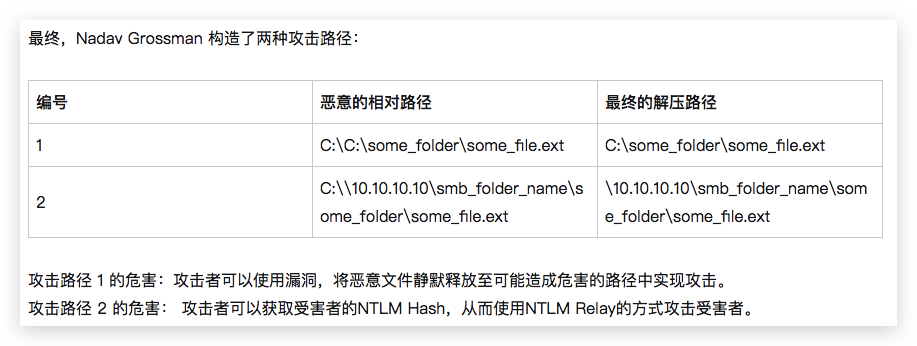 最终，Nadav Grossman 构造了两种攻击路径：
编号 恶意的相对路径 最终的解压路径
1 C:\C:\some_folder\some_file.ext C:\some_folder\some_file.ext
2 C:\\10.10.10.10\smb_folder_name\s
ome_folder\some_file.ext \10.10.10.10\smb_folder_name\som
e_folder\some_file.ext
攻击路径 1 的危害：攻击者可以使用漏洞，将恶意文件静默释放至可能造成危害的路径中实现攻击。
攻击路径 2 的危害： 攻击者可以获取受害者的NTLM Hash，从而使用NTLM Relay的方式攻击受害者。